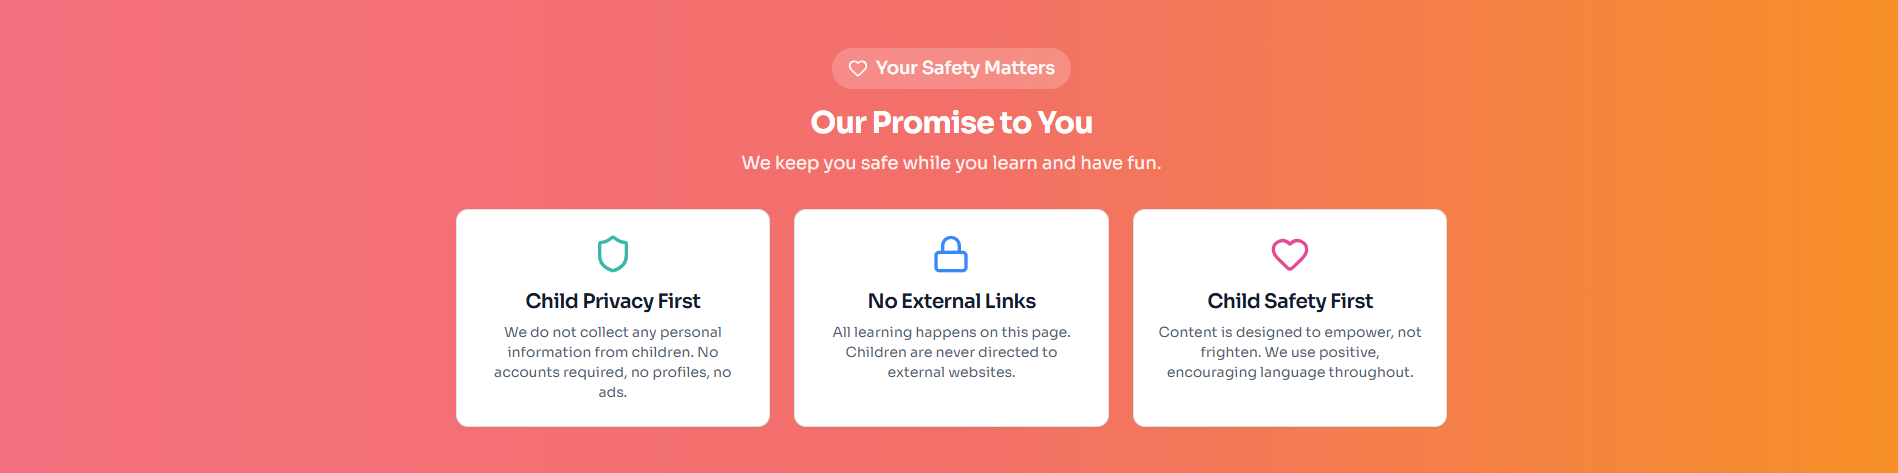 Your Safety Matters
Our Promise to You
We keep you safe while you learn and have fun.
Child Privacy First
We do not collect any personal
information from children. No
accounts required, no profiles, no
ads.
No External Links
All learning happens on this page.
Children are never directed to
external websites.
Child Safety First
Content is designed to empower, not
frighten. We use positive,
encouraging language throughout.